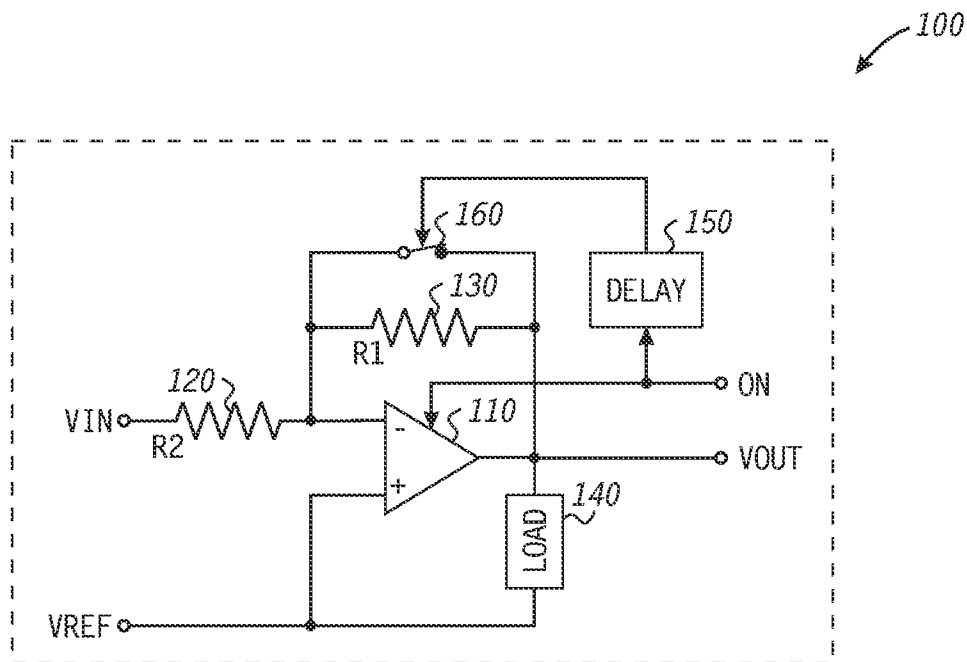 100
160
150
DELAY
130
R1
120
ON
VIN
R2
-
110
VOUT
+
140
LOAD
VREF